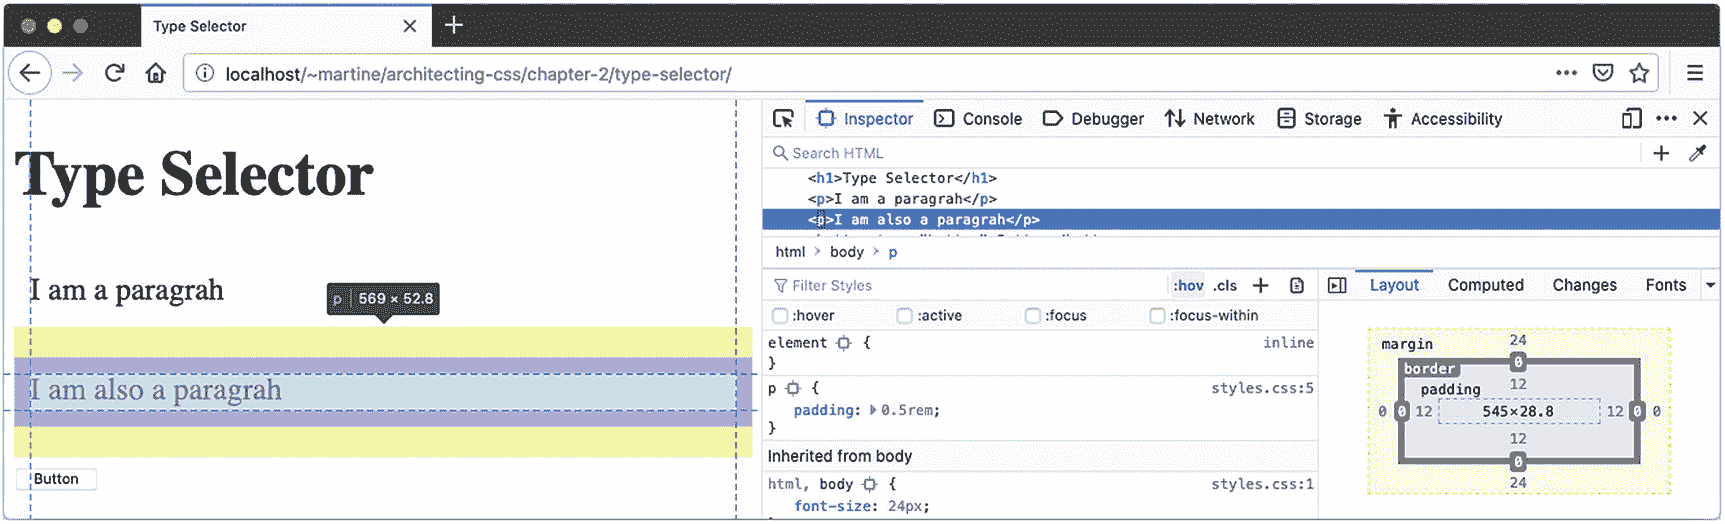 Type Selector
localhost/~martine/architecting-css/chapter-2/type-selector/
Type Selector
I am a paragrah
p 569 × 52.8
I am also a paragrah
Button
Inspector Console Debugger Network Storage Accessibility
Search HTML
<h1>Type Selector</h1>
<p>I am a paragrah</p>
<p>I am also a paragrah</p>
html > body > p
Filter Styles :hov .cls +
:hover :active :focus :focus-within
element { inline
}
p { styles.css:5
padding: 0.5rem;
}
Inherited from body
html, body { styles.css:1
font-size: 24px;
Layout Computed Changes Fonts
margin 24
border 0
12
padding
0 0 12 545×28.8 12 0 0
12
0
24